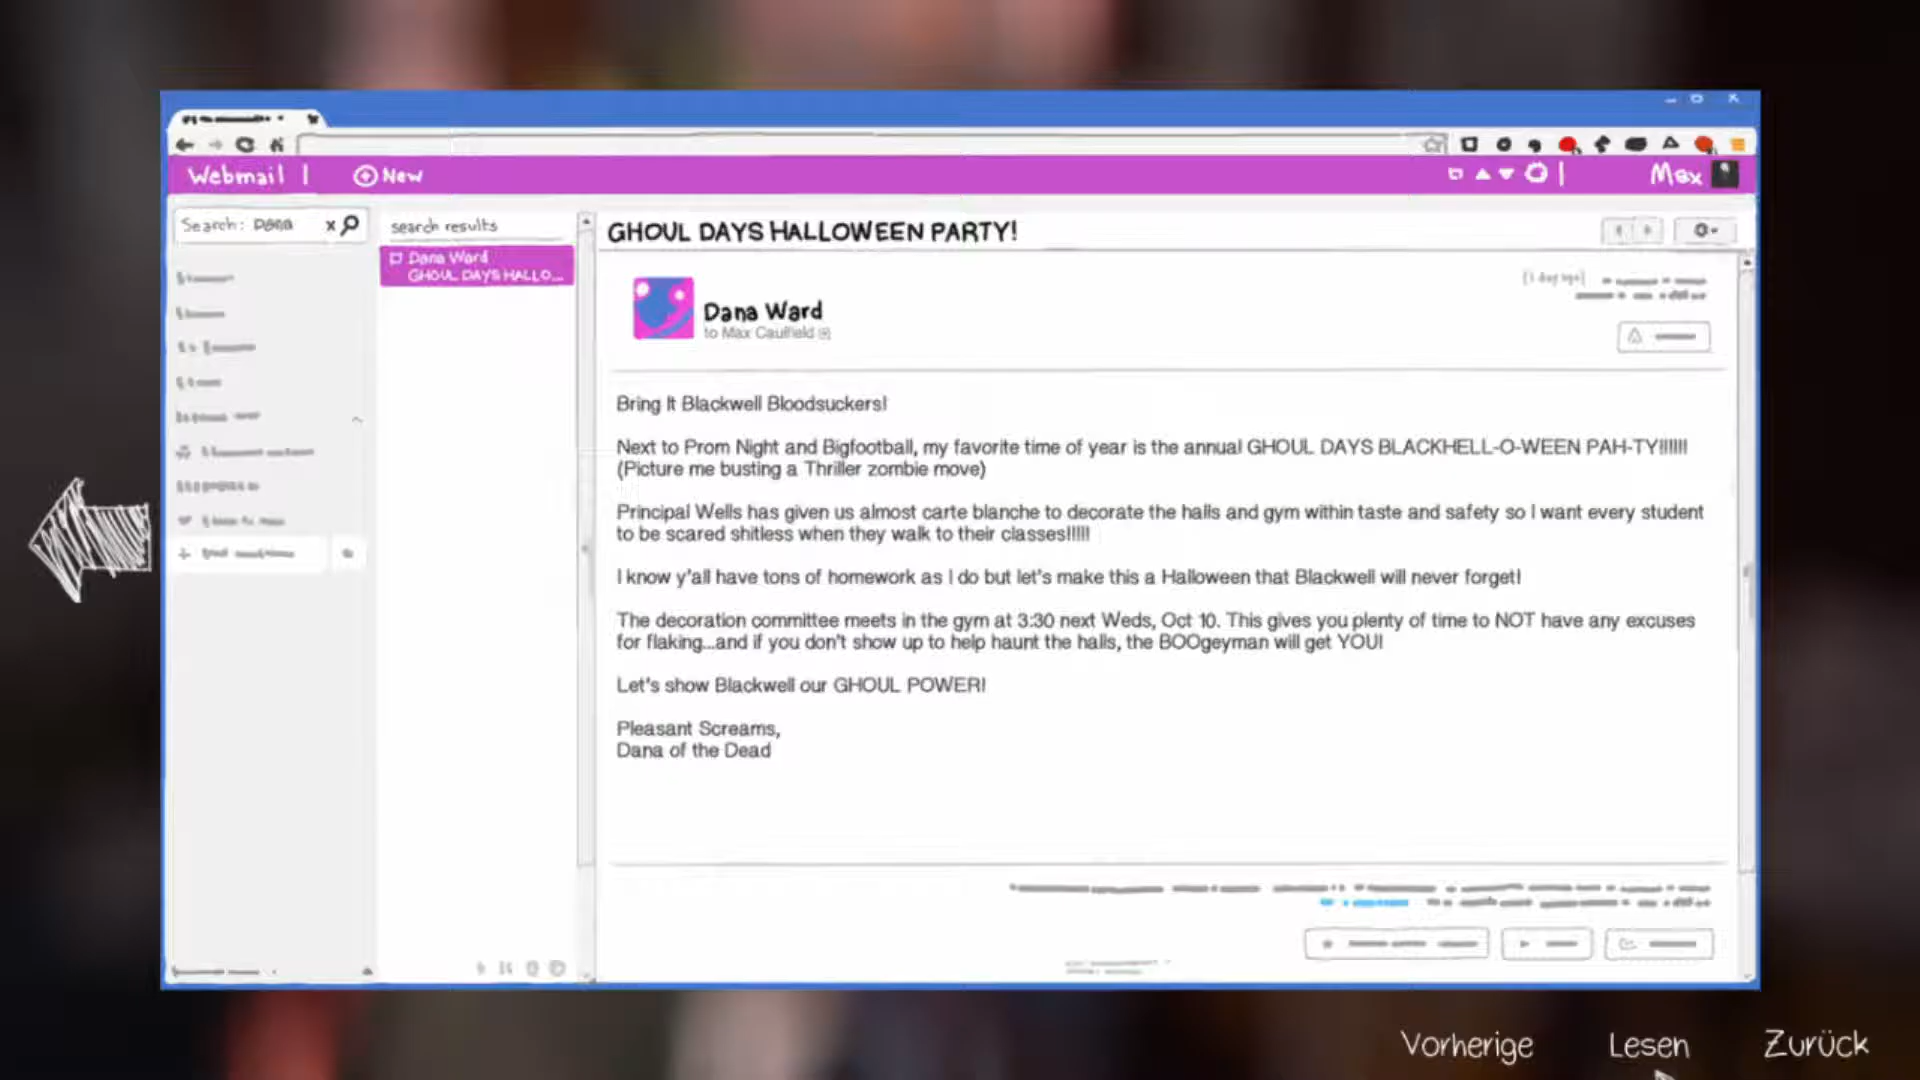 Webmail | New
Max
Search: Dana x
search results
Dana Ward
GHOUL DAYS HALLO...
GHOUL DAYS HALLOWEEN PARTY!
(1 day ago)
Dana Ward
to Max Caulfield
Bring It Blackwell Bloodsuckers!
Next to Prom Night and Bigfootball, my favorite time of year is the annual GHOUL DAYS BLACKHELL-O-WEEN PAH-TY!!!!!!
(Picture me busting a Thriller zombie move)
Principal Wells has given us almost carte blanche to decorate the halls and gym within taste and safety so I want every student
to be scared shitless when they walk to their classes!!!!!
I know y'all have tons of homework as I do but let's make this a Halloween that Blackwell will never forget!
The decoration committee meets in the gym at 3:30 next Weds, Oct 10. This gives you plenty of time to NOT have any excuses
for flaking...and if you don't show up to help haunt the halls, the BOOgeyman will get YOU!
Let's show Blackwell our GHOUL POWER!
Pleasant Screams,
Dana of the Dead
Vorherige
Lesen
Zurück